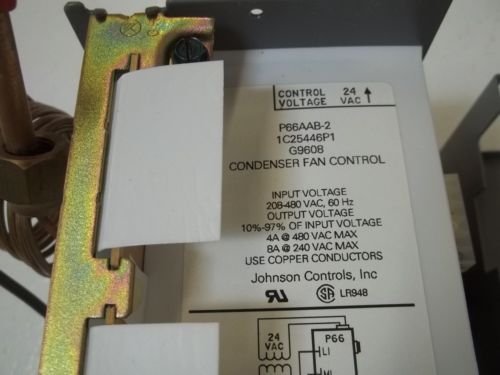 CONTROL 24
VOLTAGE VAC
P66AAB-2
1C25446P1
G9608
CONDENSER FAN CONTROL
INPUT VOLTAGE
208-480 VAC, 60 Hz
OUTPUT VOLTAGE
10%-97% OF INPUT VOLTAGE
4A @ 480 VAC MAX
8A @ 240 VAC MAX
USE COPPER CONDUCTORS
Johnson Controls, Inc
LR948
24
VAC
P66
L1